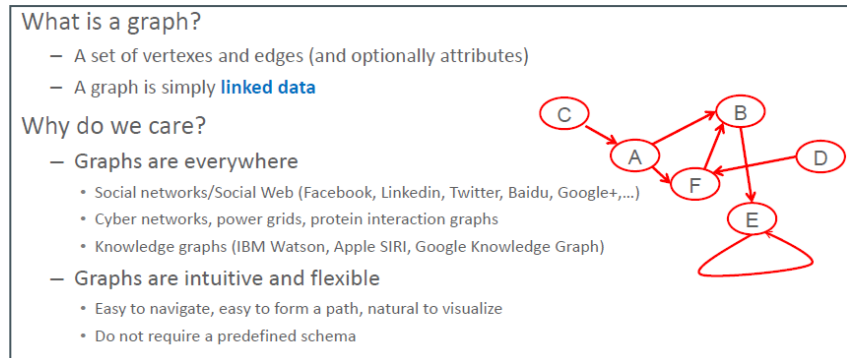 What is a graph?
– A set of vertexes and edges (and optionally attributes)
– A graph is simply linked data
Why do we care?
– Graphs are everywhere
• Social networks/Social Web (Facebook, Linkedin, Twitter, Baidu, Google+,...)
• Cyber networks, power grids, protein interaction graphs
• Knowledge graphs (IBM Watson, Apple SIRI, Google Knowledge Graph)
– Graphs are intuitive and flexible
• Easy to navigate, easy to form a path, natural to visualize
• Do not require a predefined schema
C
B
A
D
F
E